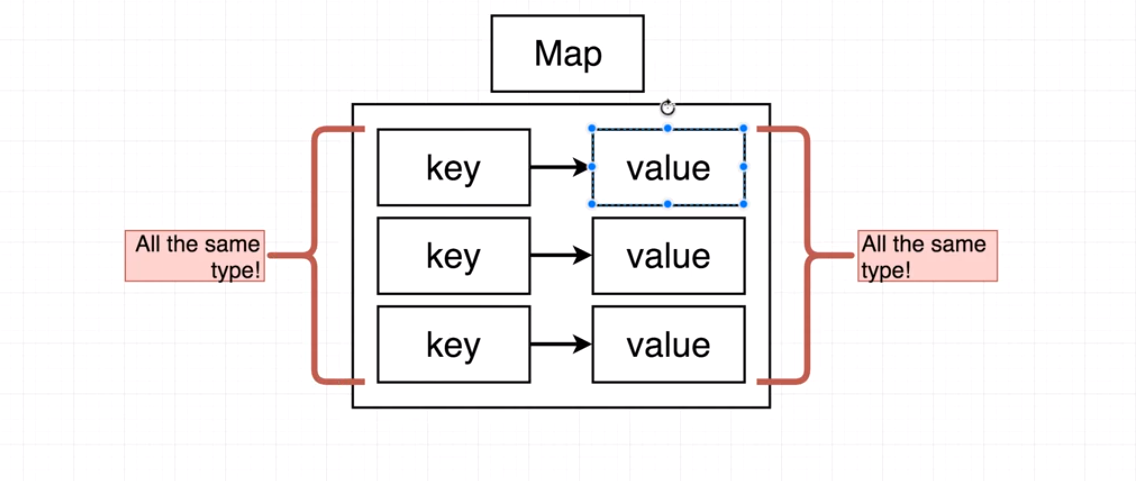 Map
key
value
key
value
key
value
All the same
type!
All the same
type!